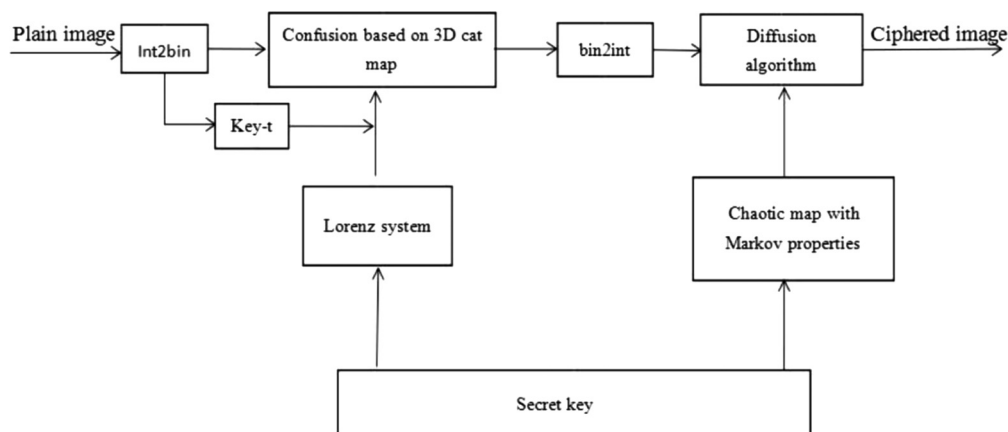 Plain image
Int2bin
Confusion based on 3D cat
map
bin2int
Diffusion
algorithm
Ciphered image
Key-t
Lorenz system
Chaotic map with
Markov properties
Secret key